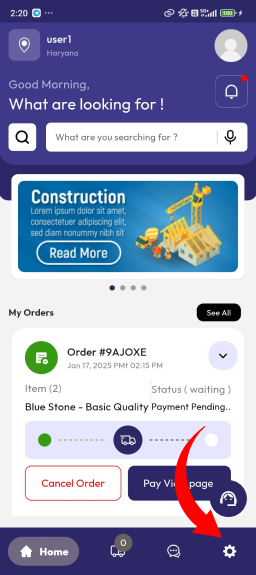 2:20
5G+
user1
Haryana
Good Morning,
What are looking for !
What are you searching for ?
Construction
Lorem ipsum dolor sit amet,
consectetuer adipiscing elit,
sed diam nonummy nibh
Read More
My Orders
See All
Order #9AJOXE
Jan 17, 2025 PM 02:15 PM
Item (2)
Status ( waiting )
Blue Stone - Basic Quality
Payment Pending..
Cancel Order
Pay Vi page
Home
0